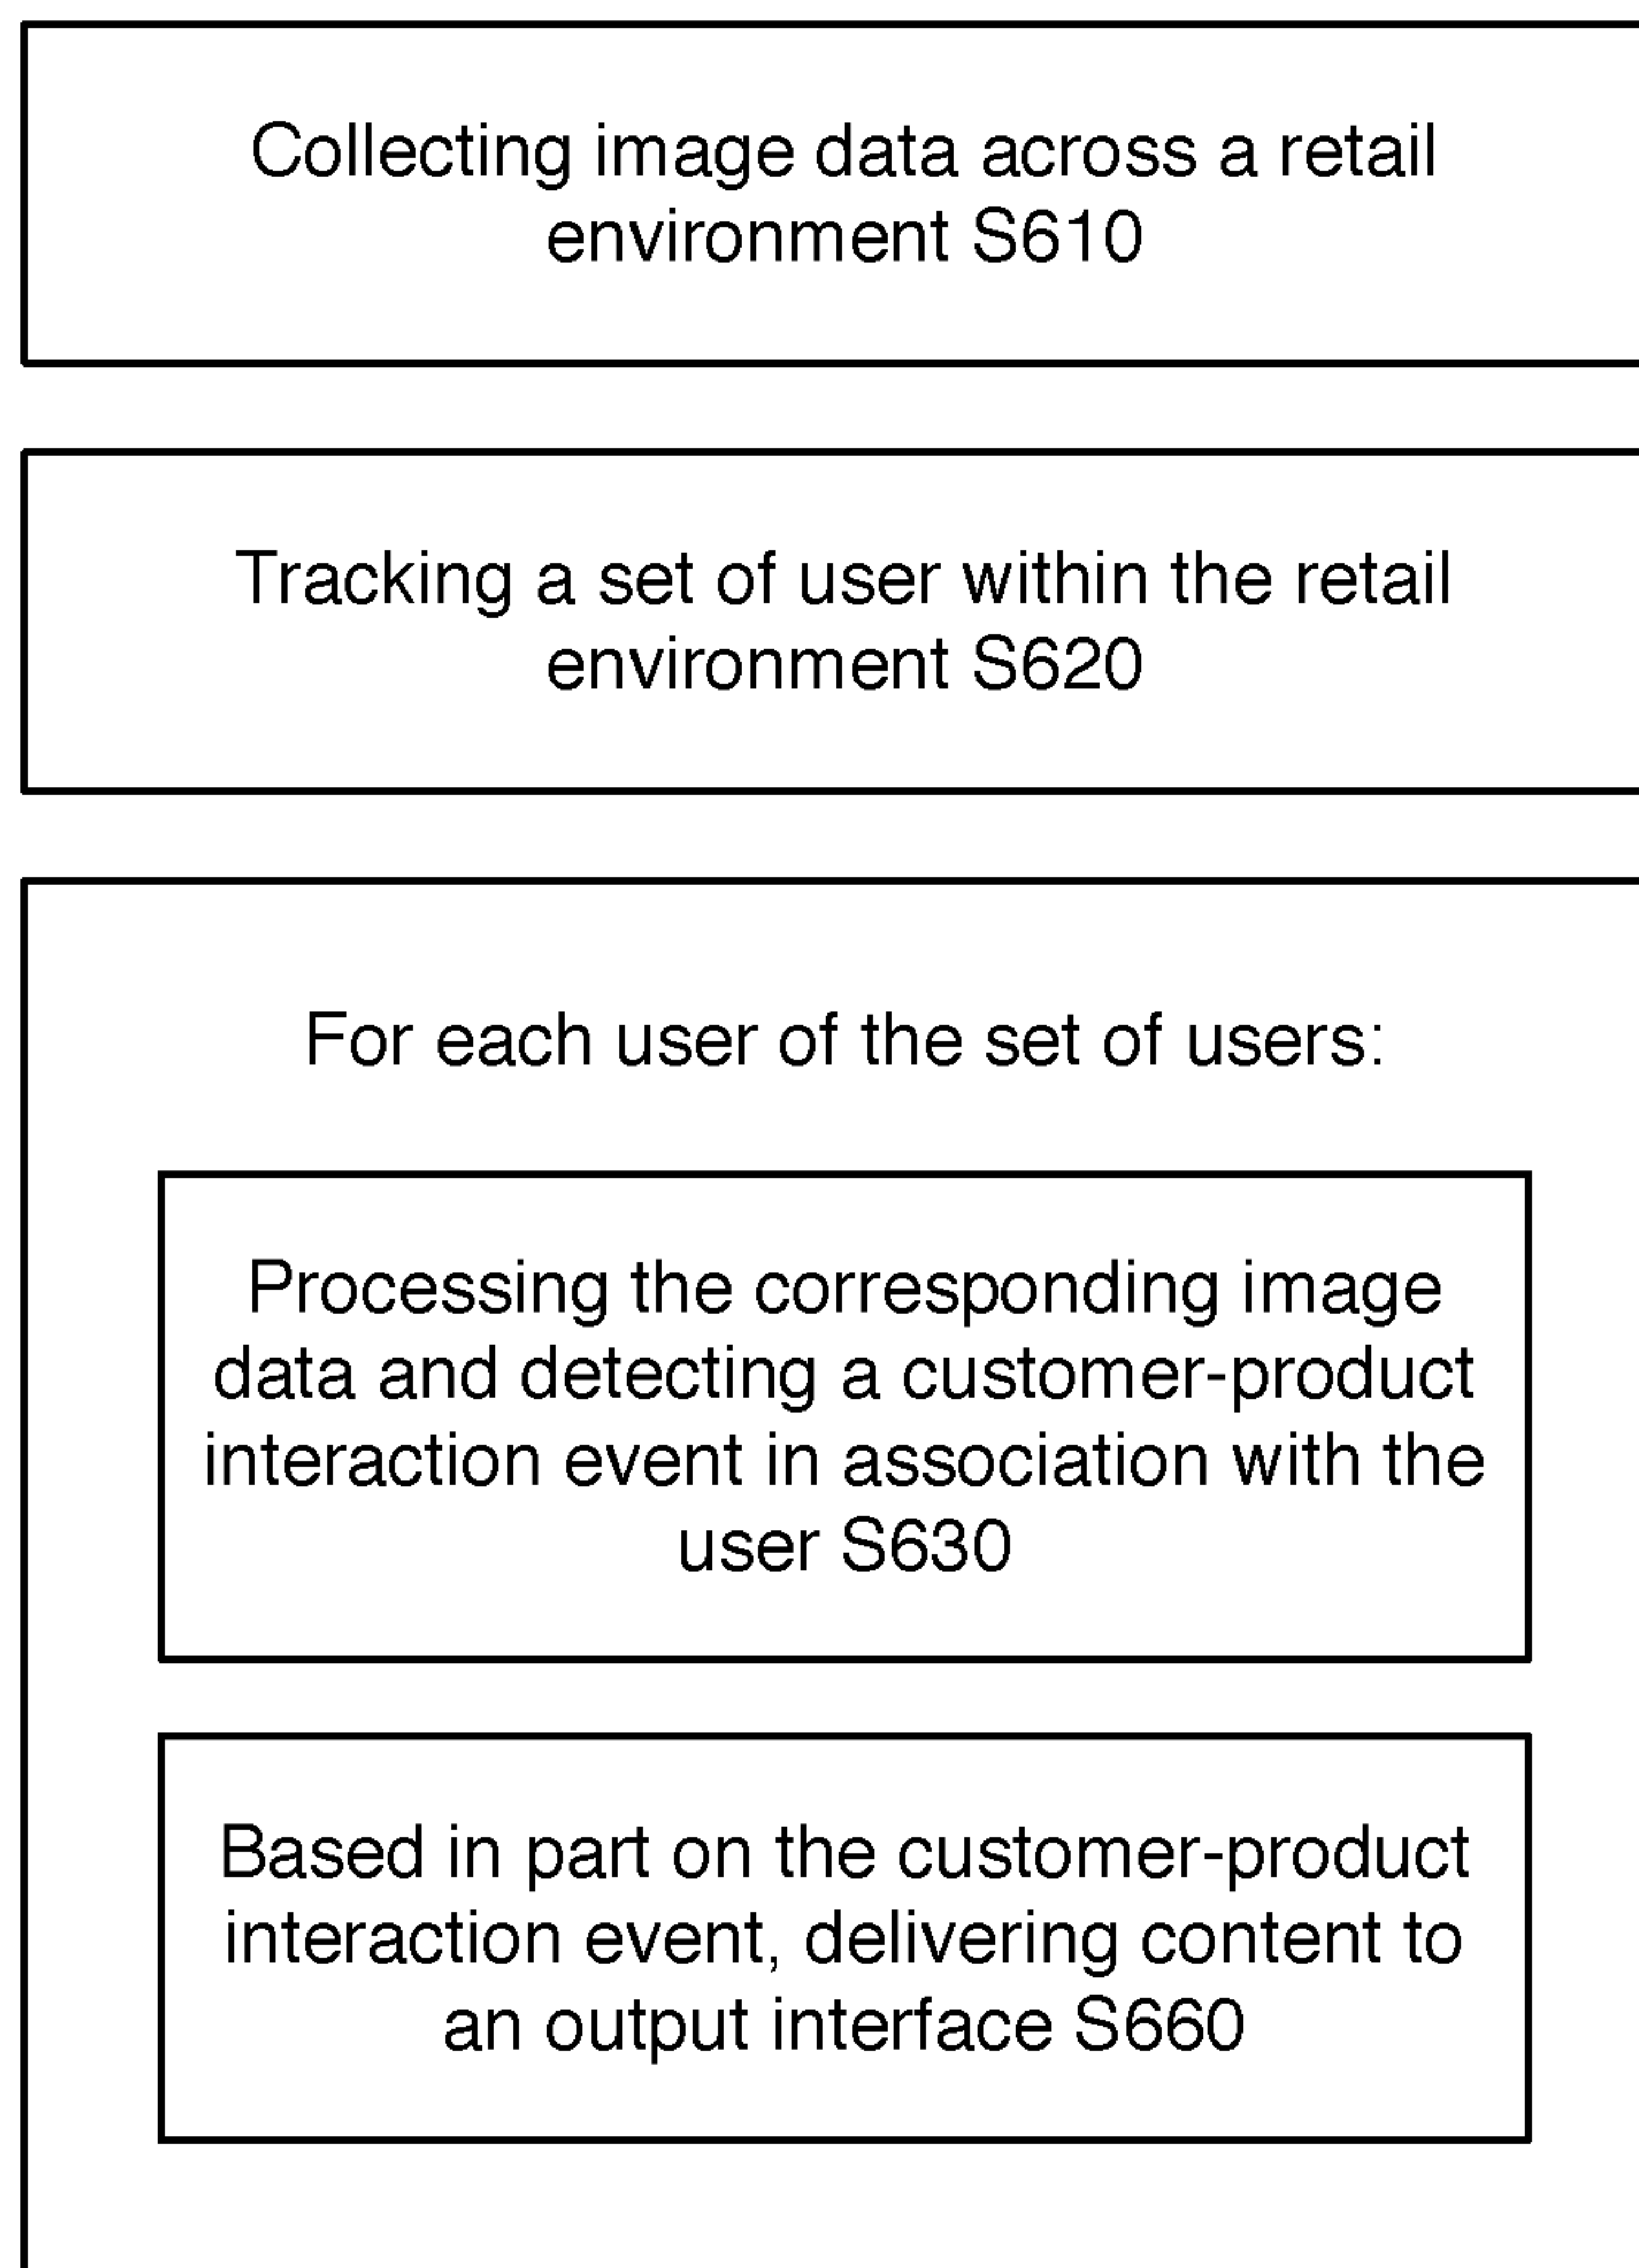 Collecting image data across a retail
environment S610
Tracking a set of user within the retail
environment S620
For each user of the set of users:
Processing the corresponding image
data and detecting a customer-product
interaction event in association with the
user S630
Based in part on the customer-product
interaction event, delivering content to
an output interface S660